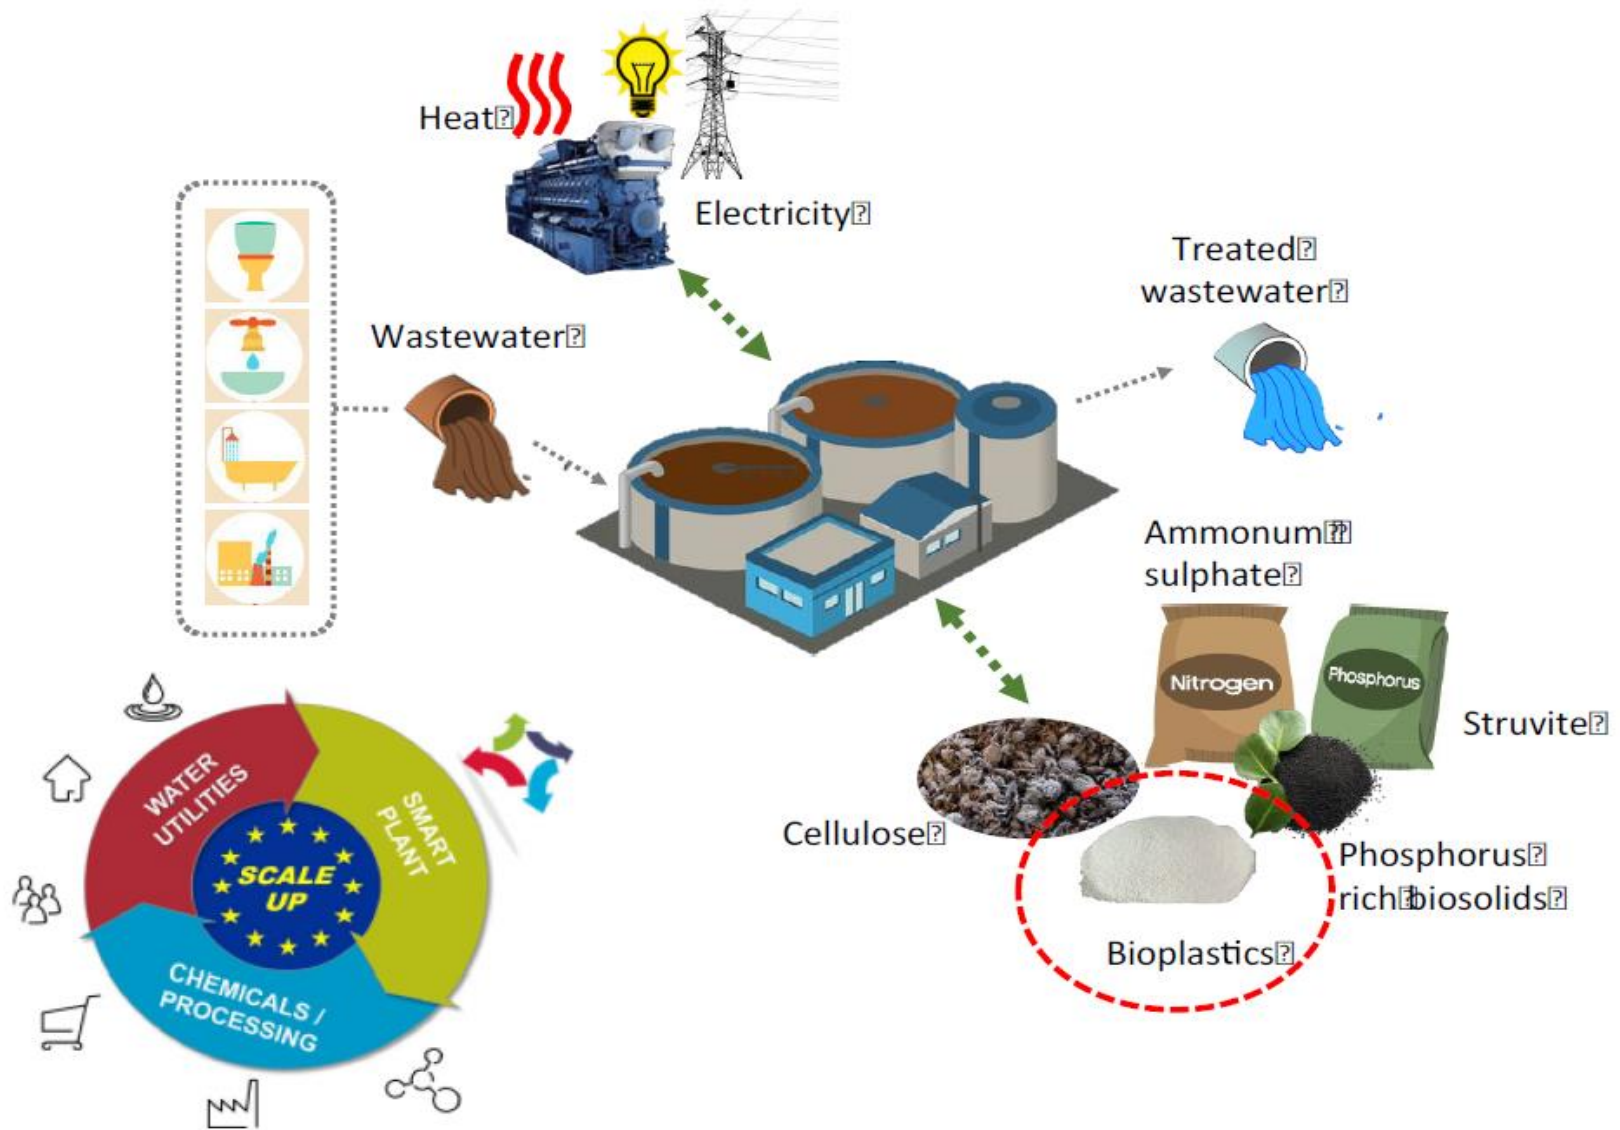 Heat⍰
Electricity⍰
Treated⍰
wastewater⍰
Wastewater⍰
Ammonum⍰⍰
sulphate⍰
Nitrogen
Phosphorus
Struvite⍰
Cellulose⍰
Phosphorus⍰
rich⍰biosolids⍰
Bioplastics⍰
WATER
UTILITIES
SMART
PLANT
SCALE
UP
CHEMICALS /
PROCESSING